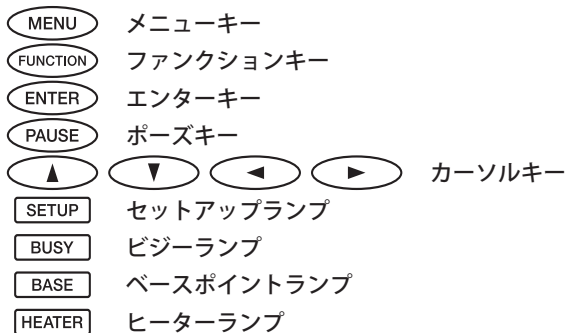 MENU メニューキー
FUNCTION ファンクションキー
ENTER エンターキー
PAUSE ポーズキー
▲ ▼ ◄ ► カーソルキー
SETUP セットアップランプ
BUSY ビジーランプ
BASE ベースポイントランプ
HEATER ヒーターランプ